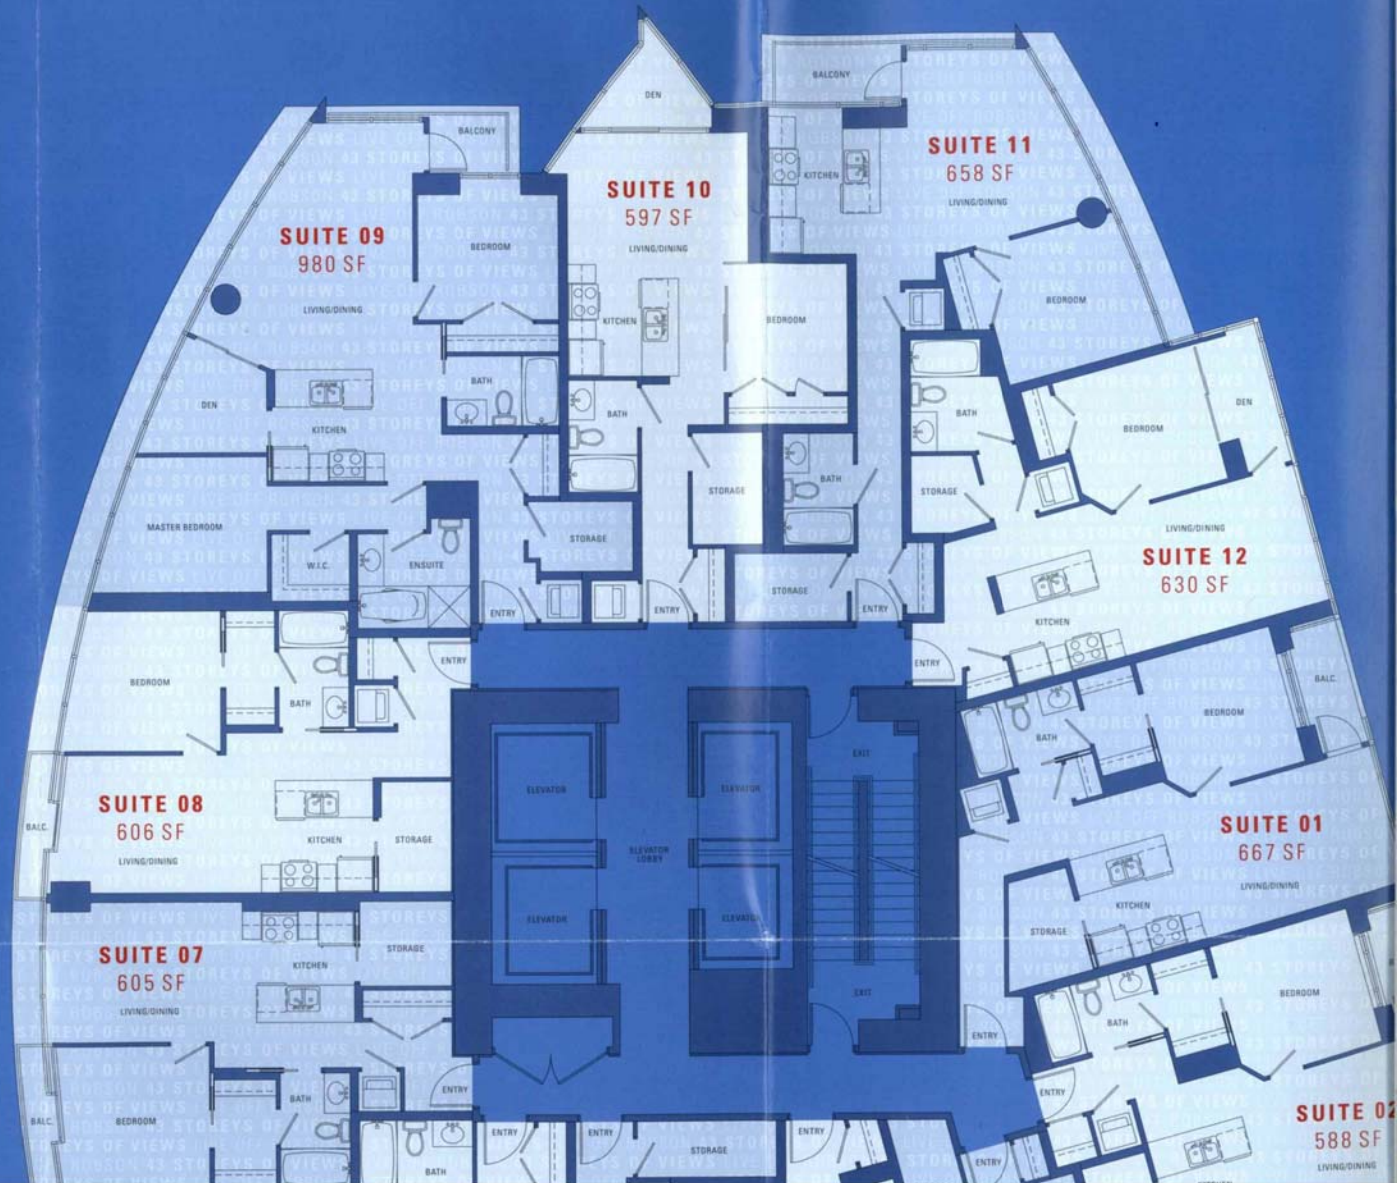 DEN
BALCONY
SUITE 11
658 SF
KITCHEN
LIVING/DINING
BEDROOM
BALCONY
SUITE 10
597 SF
LIVING/DINING
KITCHEN
BEDROOM
BATH
STORAGE
ENTRY
SUITE 09
980 SF
BEDROOM
LIVING/DINING
BATH
DEN
KITCHEN
MASTER BEDROOM
W.I.C.
ENSUITE
STORAGE
ENTRY
BATH
STORAGE
STORAGE
ENTRY
BATH
BEDROOM
DEN
LIVING/DINING
SUITE 12
630 SF
KITCHEN
ENTRY
BEDROOM
BATH
ENTRY
SUITE 08
606 SF
BALC.
LIVING/DINING
KITCHEN
STORAGE
ELEVATOR
ELEVATOR
ELEVATOR
LOBBY
ELEVATOR
ELEVATOR
EXIT
EXIT
BATH
BEDROOM
BALC.
SUITE 01
667 SF
LIVING/DINING
KITCHEN
STORAGE
ENTRY
SUITE 07
605 SF
LIVING/DINING
KITCHEN
STORAGE
BALC.
BEDROOM
BATH
ENTRY
BATH
ENTRY
ENTRY
STORAGE
ENTRY
ENTRY
ENTRY
BATH
BEDROOM
SUITE 02
588 SF
LIVING/DINING
STOREYS OF VIEWS